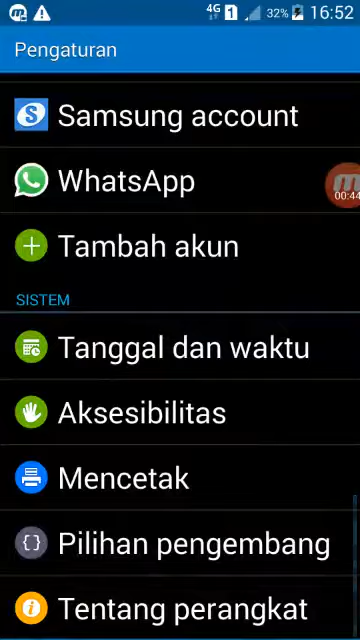 4G 1 32% 16:52
Pengaturan
Samsung account
WhatsApp
00:44
Tambah akun
SISTEM
Tanggal dan waktu
Aksesibilitas
Mencetak
Pilihan pengembang
Tentang perangkat